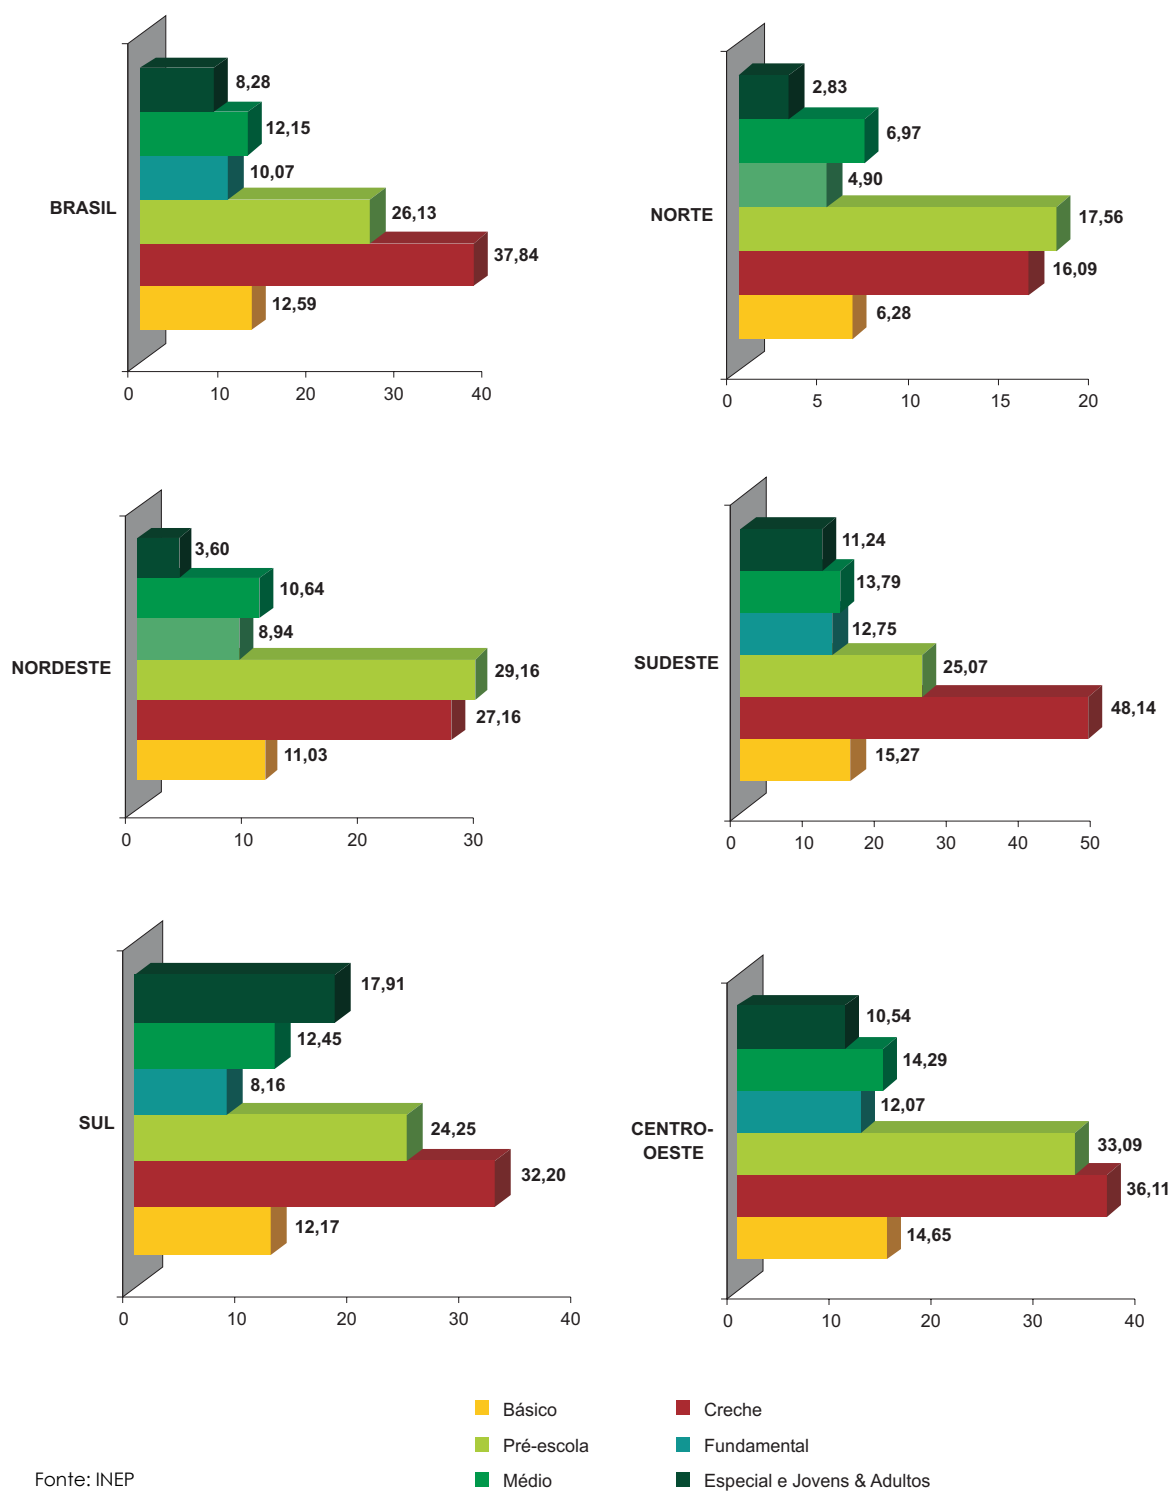 BRASIL
8,28
12,15
10,07
26,13
37,84
12,59
0 10 20 30 40
NORTE
2,83
6,97
4,90
17,56
16,09
6,28
0 5 10 15 20
NORDESTE
3,60
10,64
8,94
29,16
27,16
11,03
0 10 20 30
SUDESTE
11,24
13,79
12,75
25,07
48,14
15,27
0 10 20 30 40 50
SUL
17,91
12,45
8,16
24,25
32,20
12,17
0 10 20 30 40
CENTRO-
OESTE
10,54
14,29
12,07
33,09
36,11
14,65
0 10 20 30 40
Básico
Creche
Pré-escola
Fundamental
Médio
Especial e Jovens & Adultos
Fonte: INEP